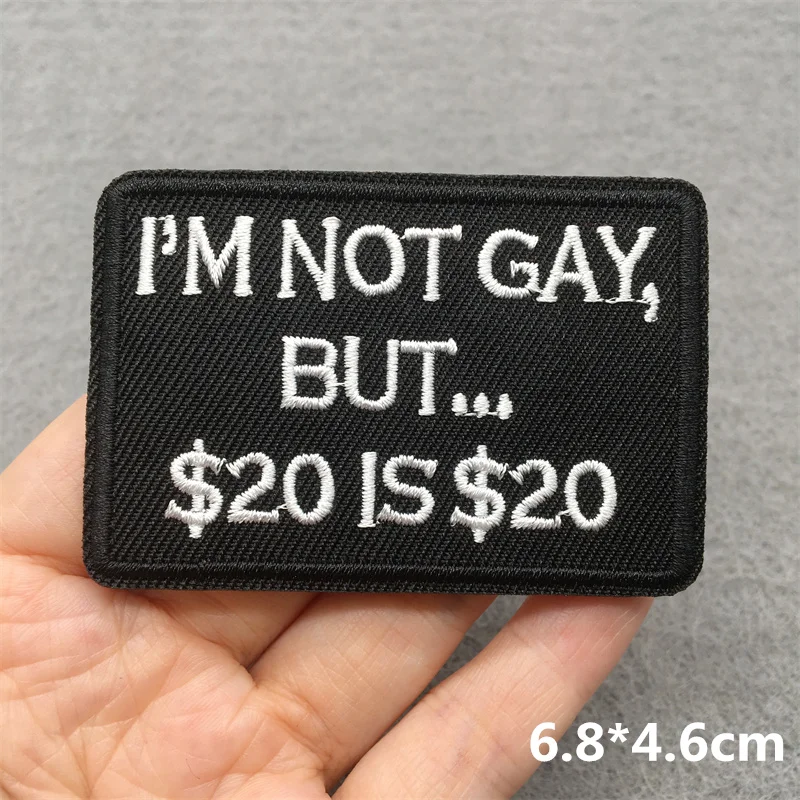 I'M NOT GAY,
BUT...
$20 IS $20
6.8*4.6cm